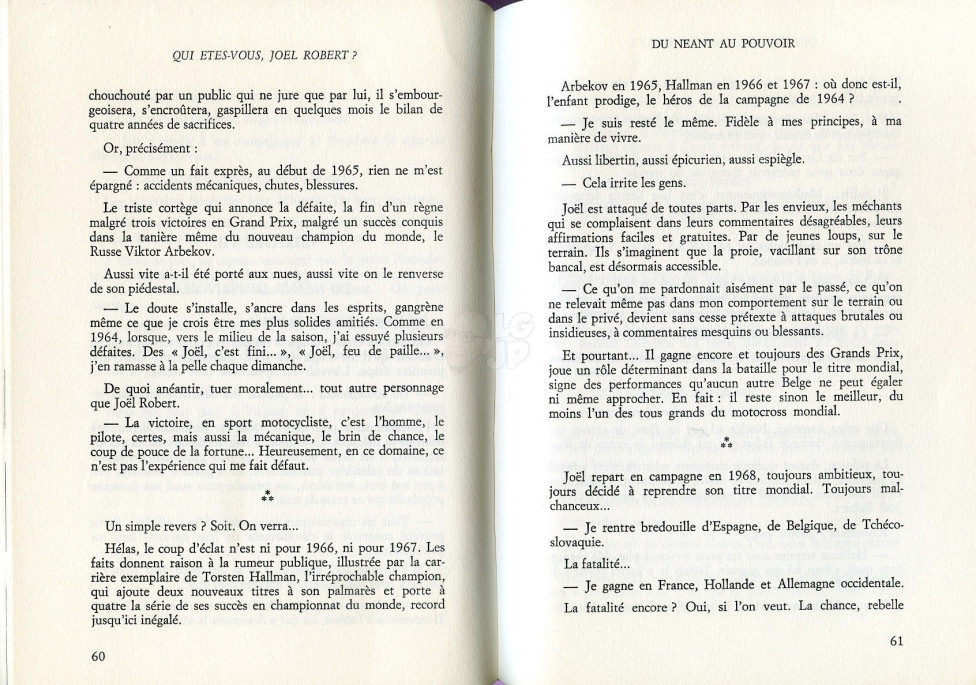 QUI ETES-VOUS, JOEL ROBERT ?
chouchouté par un public qui ne jure que par lui, il s'embour-
geoisera, s'encroûtera, gaspillera en quelques mois le bilan de
quatre années de sacrifices.
Or, précisément :
— Comme un fait exprès, au début de 1965, rien ne m'est
épargné : accidents mécaniques, chutes, blessures.
Le triste cortège qui annonce la défaite, la fin d'un règne
malgré trois victoires en Grand Prix, malgré un succès conquis
dans la tanière même du nouveau champion du monde, le
Russe Viktor Arbekov.
Aussi vite a-t-il été porté aux nues, aussi vite on le renverse
de son piédestal.
— Le doute s'installe, s'ancre dans les esprits, gangrène
même ce que je crois être mes plus solides amitiés. Comme en
1964, lorsque, vers le milieu de la saison, j'ai essuyé plusieurs
défaites. Des « Joël, c'est fini... », « Joël, feu de paille... »,
j'en ramasse à la pelle chaque dimanche.
De quoi anéantir, tuer moralement... tout autre personnage
que Joël Robert.
— La victoire, en sport motocycliste, c'est l'homme, le
pilote, certes, mais aussi la mécanique, le brin de chance, le
coup de pouce de la fortune... Heureusement, en ce domaine, ce
n'est pas l'expérience qui me fait défaut.
*
**
Un simple revers ? Soit. On verra...
Hélas, le coup d'éclat n'est ni pour 1966, ni pour 1967. Les
faits donnent raison à la rumeur publique, illustrée par la car-
rière exemplaire de Torsten Hallman, l'irréprochable champion,
qui ajoute deux nouveaux titres à son palmarès et porte à
quatre la série de ses succès en championnat du monde, record
jusqu'ici inégalé.
60
DU NEANT AU POUVOIR
Arbekov en 1965, Hallman en 1966 et 1967 : où donc est-il,
l'enfant prodige, le héros de la campagne de 1964 ?
— Je suis resté le même. Fidèle à mes principes, à ma
manière de vivre.
Aussi libertin, aussi épicurien, aussi espiègle.
— Cela irrite les gens.
Joël est attaqué de toutes parts. Par les envieux, les méchants
qui se complaisent dans leurs commentaires désagréables, leurs
affirmations faciles et gratuites. Par de jeunes loups, sur le
terrain. Ils s'imaginent que la proie, vacillant sur son trône
bancal, est désormais accessible.
— Ce qu'on me pardonnait aisément par le passé, ce qu'on
ne relevait même pas dans mon comportement sur le terrain ou
dans le privé, devient sans cesse prétexte à attaques brutales ou
insidieuses, à commentaires mesquins ou blessants.
Et pourtant... Il gagne encore et toujours des Grands Prix,
joue un rôle déterminant dans la bataille pour le titre mondial,
signe des performances qu'aucun autre Belge ne peut égaler
ni même approcher. En fait : il reste sinon le meilleur, du
moins l'un des tous grands du motocross mondial.
*
**
Joël repart en campagne en 1968, toujours ambitieux, tou-
jours décidé à reprendre son titre mondial. Toujours mal-
chanceux...
— Je rentre bredouille d'Espagne, de Belgique, de Tchéco-
slovaquie.
La fatalité...
— Je gagne en France, Hollande et Allemagne occidentale.
La fatalité encore ? Oui, si l'on veut. La chance, rebelle
61